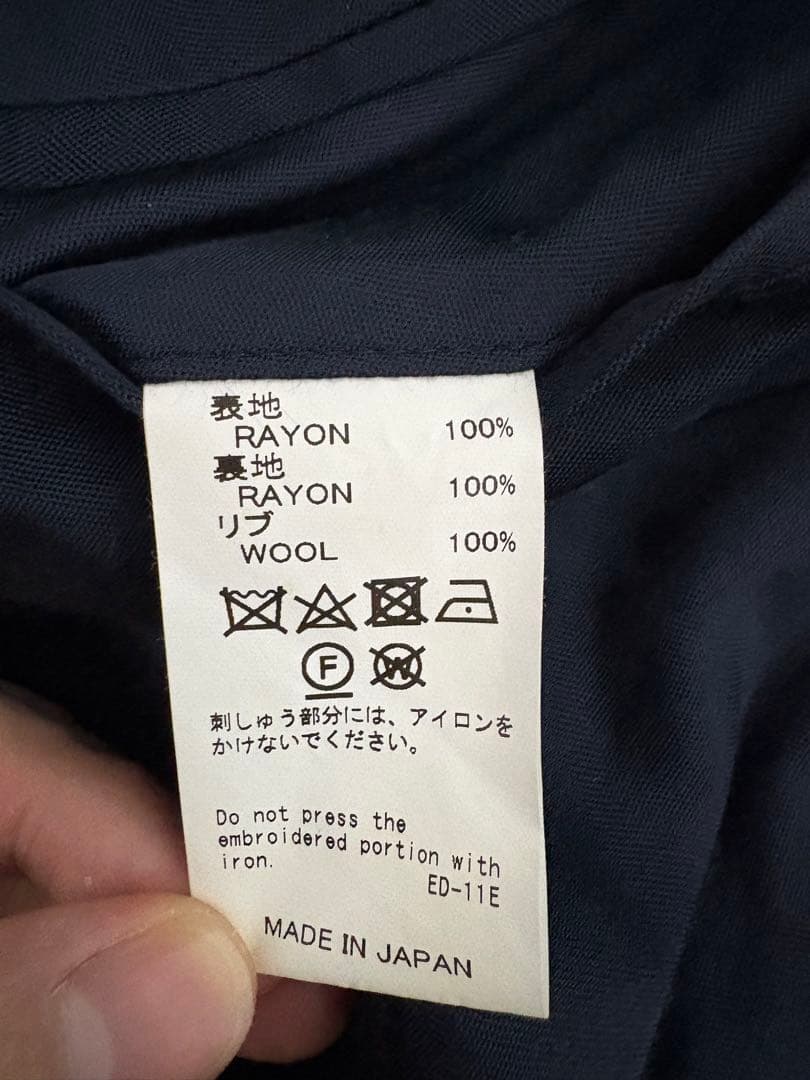 表地
RAYON 100%
裏地
RAYON 100%
リブ
WOOL 100%
F W
刺しゅう部分には、アイロンを
かけないでください。
Do not press the
embroidered portion with
iron.
ED-11E
MADE IN JAPAN